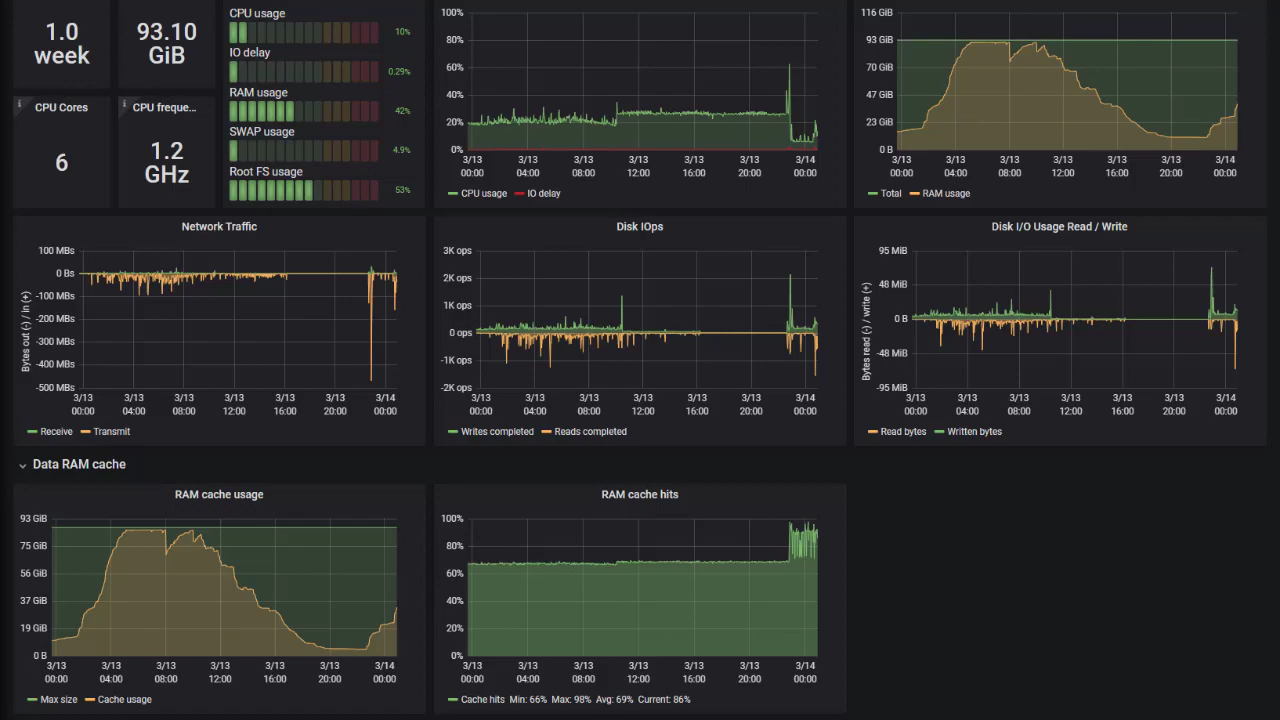 1.0
week
93.10
GiB
CPU Cores
6
CPU freque...
1.2
GHz
CPU usage
10%
IO delay
0.29%
RAM usage
42%
SWAP usage
4.9%
Root FS usage
53%
100%
80%
60%
40%
20%
0%
3/13 3/13 3/13 3/13 3/13 3/13 3/14
00:00 04:00 08:00 12:00 16:00 20:00 00:00
CPU usage IO delay
116 GiB
93 GiB
70 GiB
47 GiB
23 GiB
0 B
3/13 3/13 3/13 3/13 3/13 3/13 3/14
00:00 04:00 08:00 12:00 16:00 20:00 00:00
Total RAM usage
Network Traffic
Bytes out (-) / in (+)
100 MBs
0 Bs
-100 MBs
-200 MBs
-300 MBs
-400 MBs
-500 MBs
3/13 3/13 3/13 3/13 3/13 3/13 3/14
00:00 04:00 08:00 12:00 16:00 20:00 00:00
Receive Transmit
Disk IOps
IO ops read (-) / write (+)
3K ops
2K ops
1K ops
0 ops
-1K ops
-2K ops
3/13 3/13 3/13 3/13 3/13 3/13 3/14
00:00 04:00 08:00 12:00 16:00 20:00 00:00
Writes completed Reads completed
Disk I/O Usage Read / Write
Bytes read (-) / write (+)
95 MiB
48 MiB
0 B
-48 MiB
-95 MiB
3/13 3/13 3/13 3/13 3/13 3/13 3/14
00:00 04:00 08:00 12:00 16:00 20:00 00:00
Read bytes Written bytes
Data RAM cache
RAM cache usage
93 GiB
75 GiB
56 GiB
37 GiB
19 GiB
0 B
3/13 3/13 3/13 3/13 3/13 3/13 3/14
00:00 04:00 08:00 12:00 16:00 20:00 00:00
Max size Cache usage
RAM cache hits
100%
80%
60%
40%
20%
0%
3/13 3/13 3/13 3/13 3/13 3/13 3/14
00:00 04:00 08:00 12:00 16:00 20:00 00:00
Cache hits Min: 66% Max: 98% Avg: 69% Current: 86%